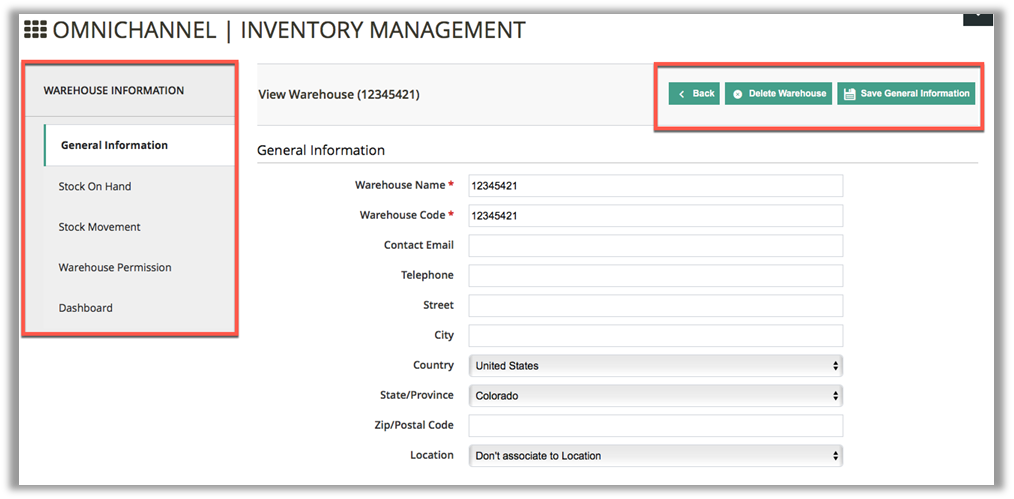 OMNICHANNEL | INVENTORY MANAGEMENT
WAREHOUSE INFORMATION
General Information
Stock On Hand
Stock Movement
Warehouse Permission
Dashboard
View Warehouse (12345421)
Back Delete Warehouse Save General Information
General Information
Warehouse Name * 12345421
Warehouse Code * 12345421
Contact Email
Telephone
Street
City
Country United States
State/Province Colorado
Zip/Postal Code
Location Don't associate to Location